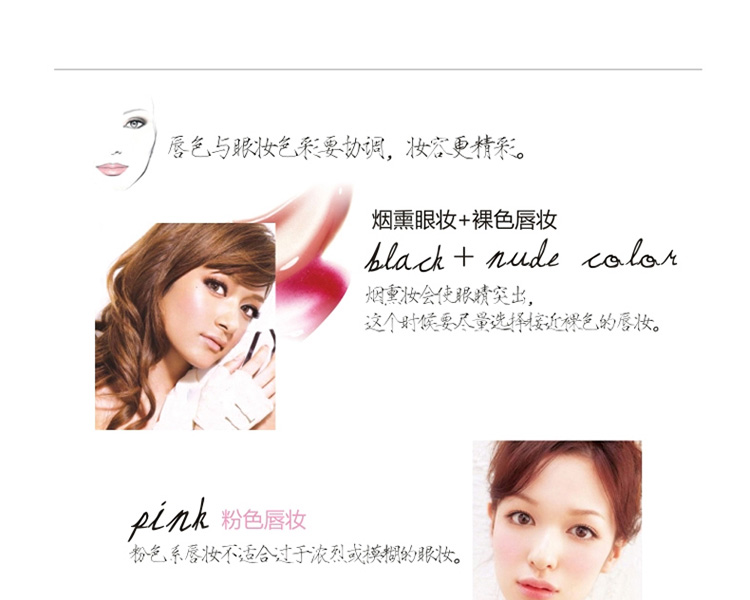 唇色与眼妆色彩要协调，妆容更精彩。
烟熏眼妆+裸色唇妆
black + nude color
烟熏妆会使眼睛突出，
这个时候要尽量选择接近裸色的唇妆。
pink 粉色唇妆
粉色系唇妆不适合过于浓烈或模糊的眼妆。